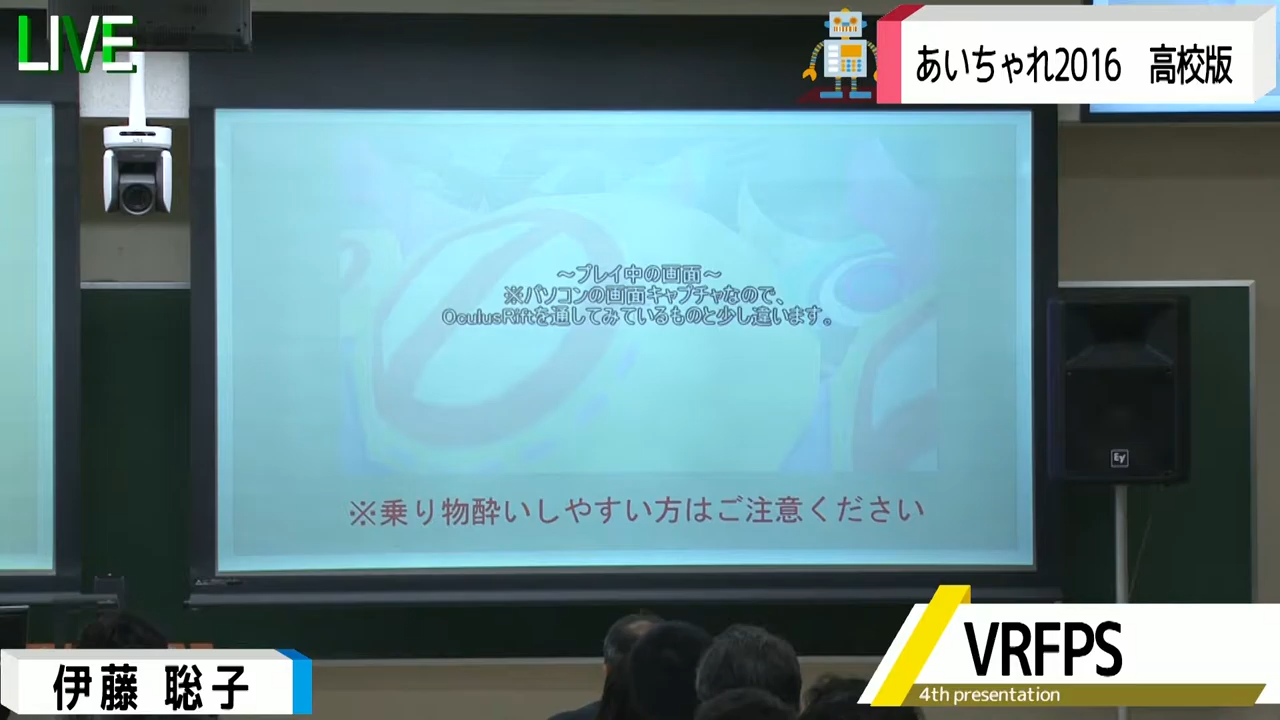 LIVE
あいちゃれ2016 高校版
～プレイ中の画面～
※パソコンの画面キャプチャなので、
OculusRiftを通してみているものと少し違います。
EV
※乗り物酔いしやすい方はご注意ください
VRFPS
4th presentation
伊藤 聡子